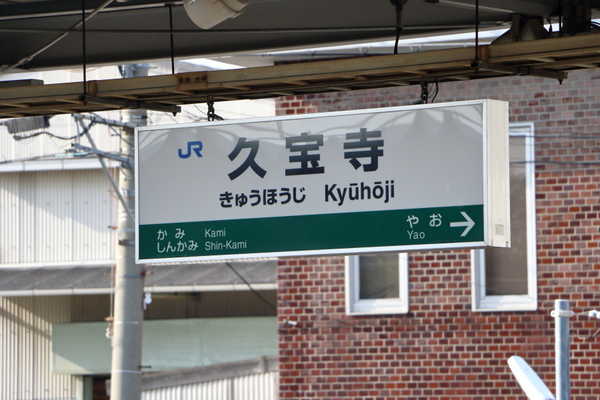 JR 久宝寺
きゅうほうじ Kyūhōji
かみ Kami
しんかみ Shin-Kami
やお →
Yao